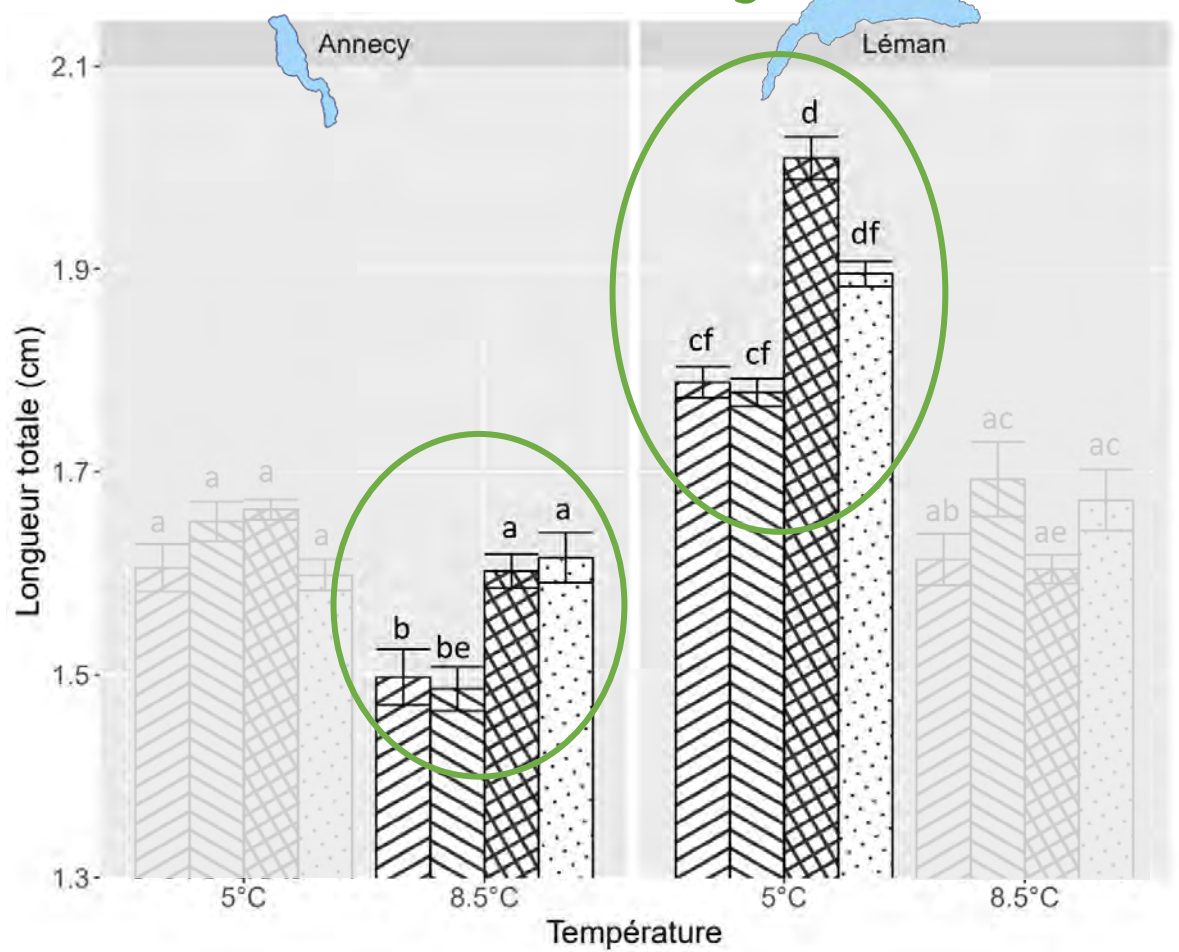 Annecy
Léman
2.1
d
df
1.9
cf
cf
Longueur totale (cm)
ac
ac
1.7
a
a
a
a
a
a
ab
ae
b
be
1.5
1.3
5°C
8.5°C
5°C
8.5°C
Température